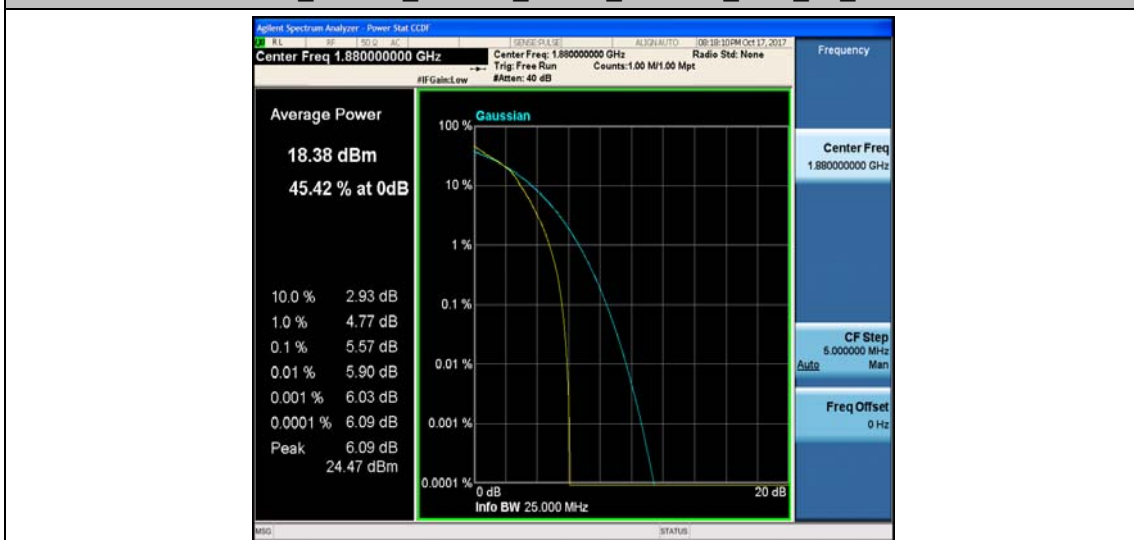 Agilent Spectrum Analyzer - Power Stat CCDF
RL RF 50 Ω AC SENSE:PULSE ALIGN AUTO 08:18:10PM Oct 17, 2017
Center Freq 1.880000000 GHz
Center Freq: 1.880000000 GHz Radio Std: None
Trig: Free Run Counts:1.00 M/1.00 Mpt
#IFGain:Low #Atten: 40 dB
Frequency
Average Power
18.38 dBm
45.42 % at 0dB
10.0 % 2.93 dB
1.0 % 4.77 dB
0.1 % 5.57 dB
0.01 % 5.90 dB
0.001 % 6.03 dB
0.0001 % 6.09 dB
Peak 6.09 dB
24.47 dBm
Gaussian
100 %
10 %
1 %
0.1 %
0.01 %
0.001 %
0.0001 %
0 dB 20 dB
Info BW 25.000 MHz
Center Freq
1.880000000 GHz
CF Step
5.000000 MHz
Auto Man
Freq Offset
0 Hz
MSG STATUS